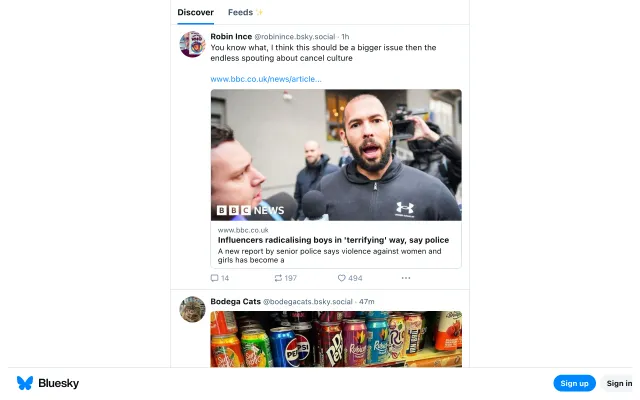 Discover
Feeds ✨
Robin Ince @robinince.bsky.social · 1h
You know what, I think this should be a bigger issue then the
endless spouting about cancel culture
www.bbc.co.uk/news/article...
BBC NEWS
UNDER ARMOUR
www.bbc.co.uk
Influencers radicalising boys in 'terrifying' way, say police
A new report by senior police says violence against women and
girls has become a
14
197
494
Bodega Cats @bodegacats.bsky.social · 47m
PEPSI
Bluesky
Sign up
Sign in